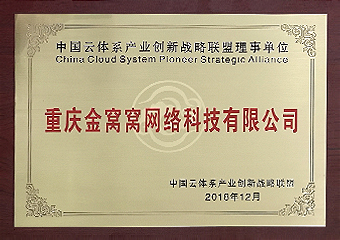 中国云体系产业创新战略联盟理事单位
China Cloud System Pioneer Strategic Alliance
重庆金窝窝网络科技有限公司
中国云体系产业创新战略联盟
2016年12月